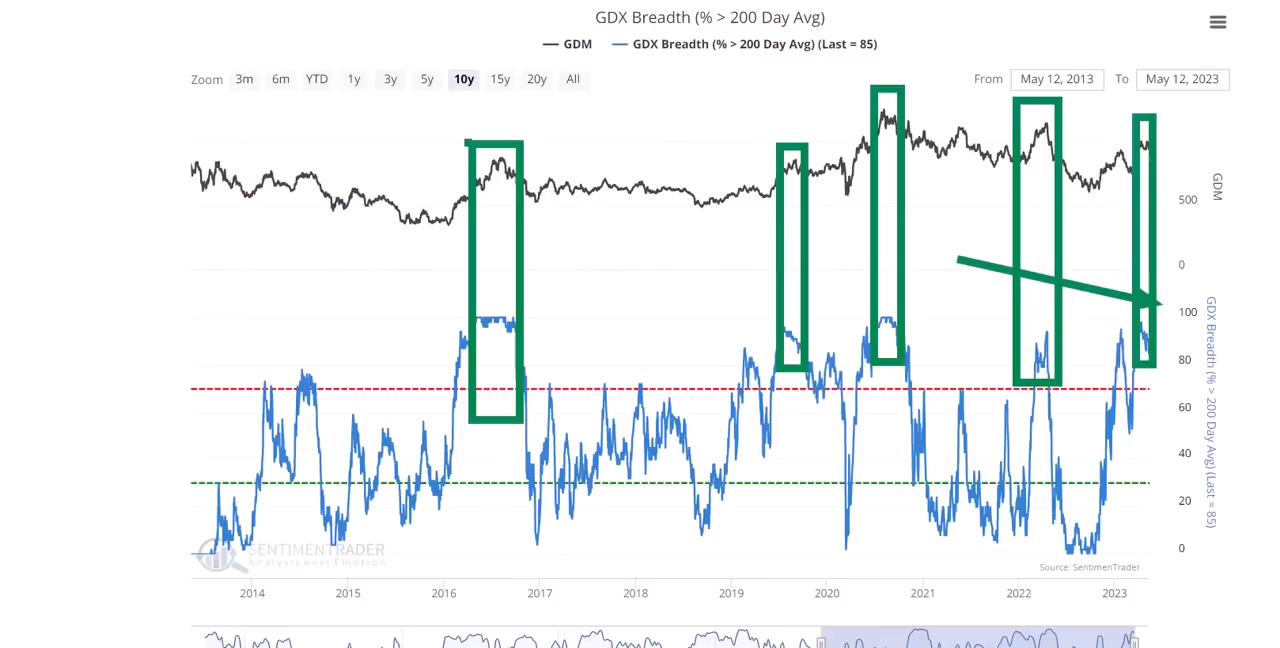 GDX Breadth (% > 200 Day Avg)
GDM GDX Breadth (% > 200 Day Avg) (Last = 85)
Zoom 3m 6m YTD 1y 3y 5y 10y 15y 20y All From May 12, 2013 To May 12, 2023
GDM
500
0
GDX Breadth (% > 200 Day Avg) (Last = 85)
100
80
60
40
20
0
SENTIMENTRADER
Analysis over Emotion
Source: SentimenTrader
2014 2015 2016 2017 2018 2019 2020 2021 2022 2023